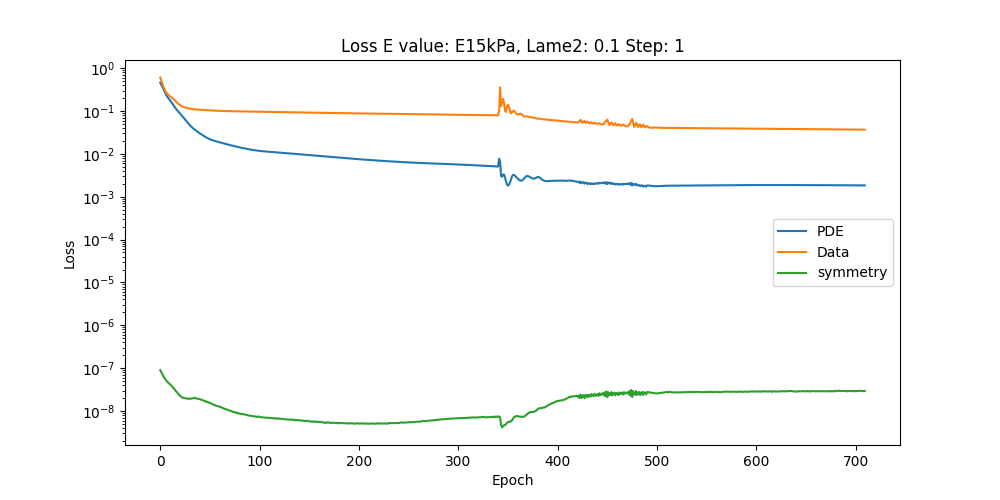 Loss E value: E15kPa, Lame2: 0.1 Step: 1
Loss
10⁰
10⁻¹
10⁻²
10⁻³
10⁻⁴
10⁻⁵
10⁻⁶
10⁻⁷
10⁻⁸
PDE
Data
symmetry
0 100 200 300 400 500 600 700
Epoch